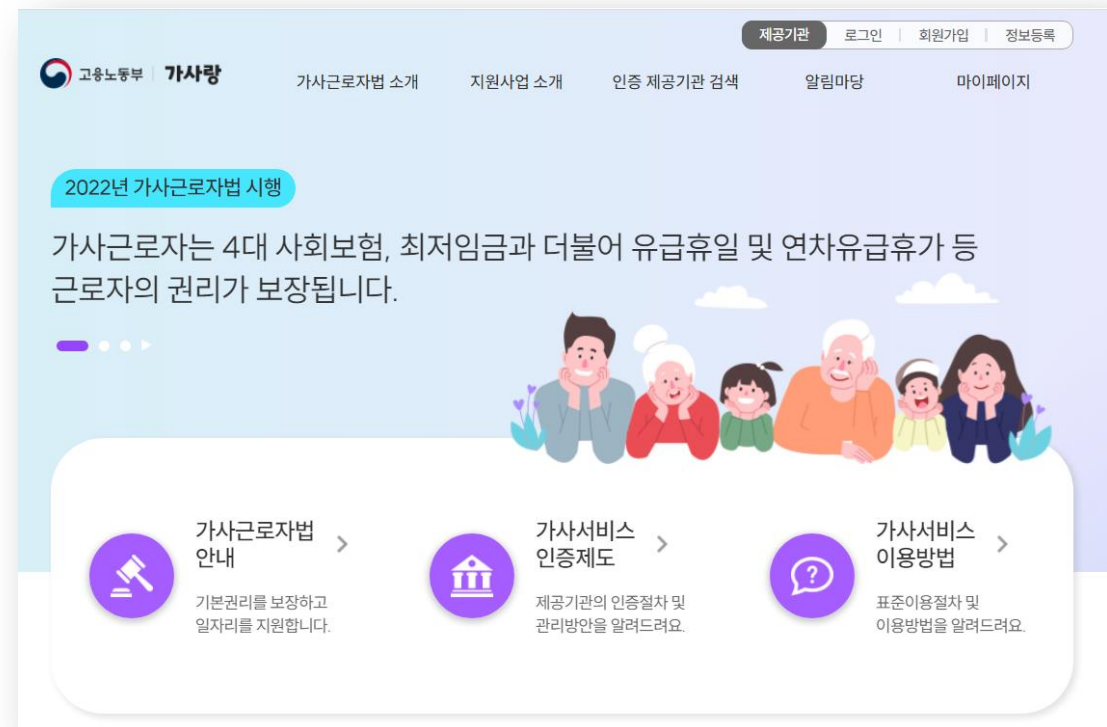 제공기관 로그인 회원가입 정보등록
고용노동부 가사랑 가사근로자법 소개 지원사업 소개 인증 제공기관 검색 알림마당 마이페이지
2022년 가사근로자법 시행
가사근로자는 4대 사회보험, 최저임금과 더불어 유급휴일 및 연차유급휴가 등
근로자의 권리가 보장됩니다.
가사근로자법
안내
기본권리를 보장하고
일자리를 지원합니다.
가사서비스
인증제도
제공기관의 인증절차 및
관리방안을 알려드려요.
?
가사서비스
이용방법
표준이용절차 및
이용방법을 알려드려요.